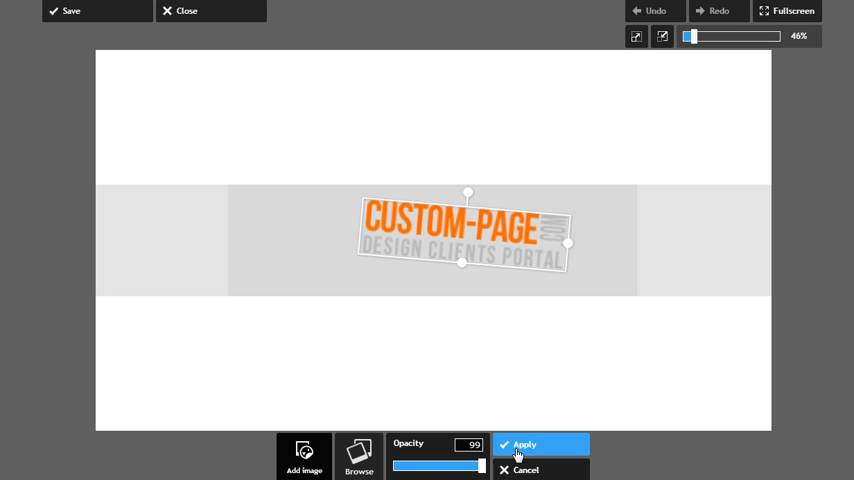 Save
Close
Undo
Redo
Fullscreen
46%
CUSTOM-PAGE
COM
DESIGN CLIENTS PORTAL
Add image
Browse
Opacity
99
Apply
Cancel